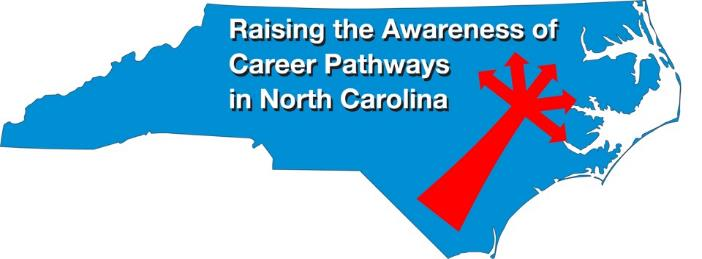 Raising the Awareness of
Career Pathways
in North Carolina